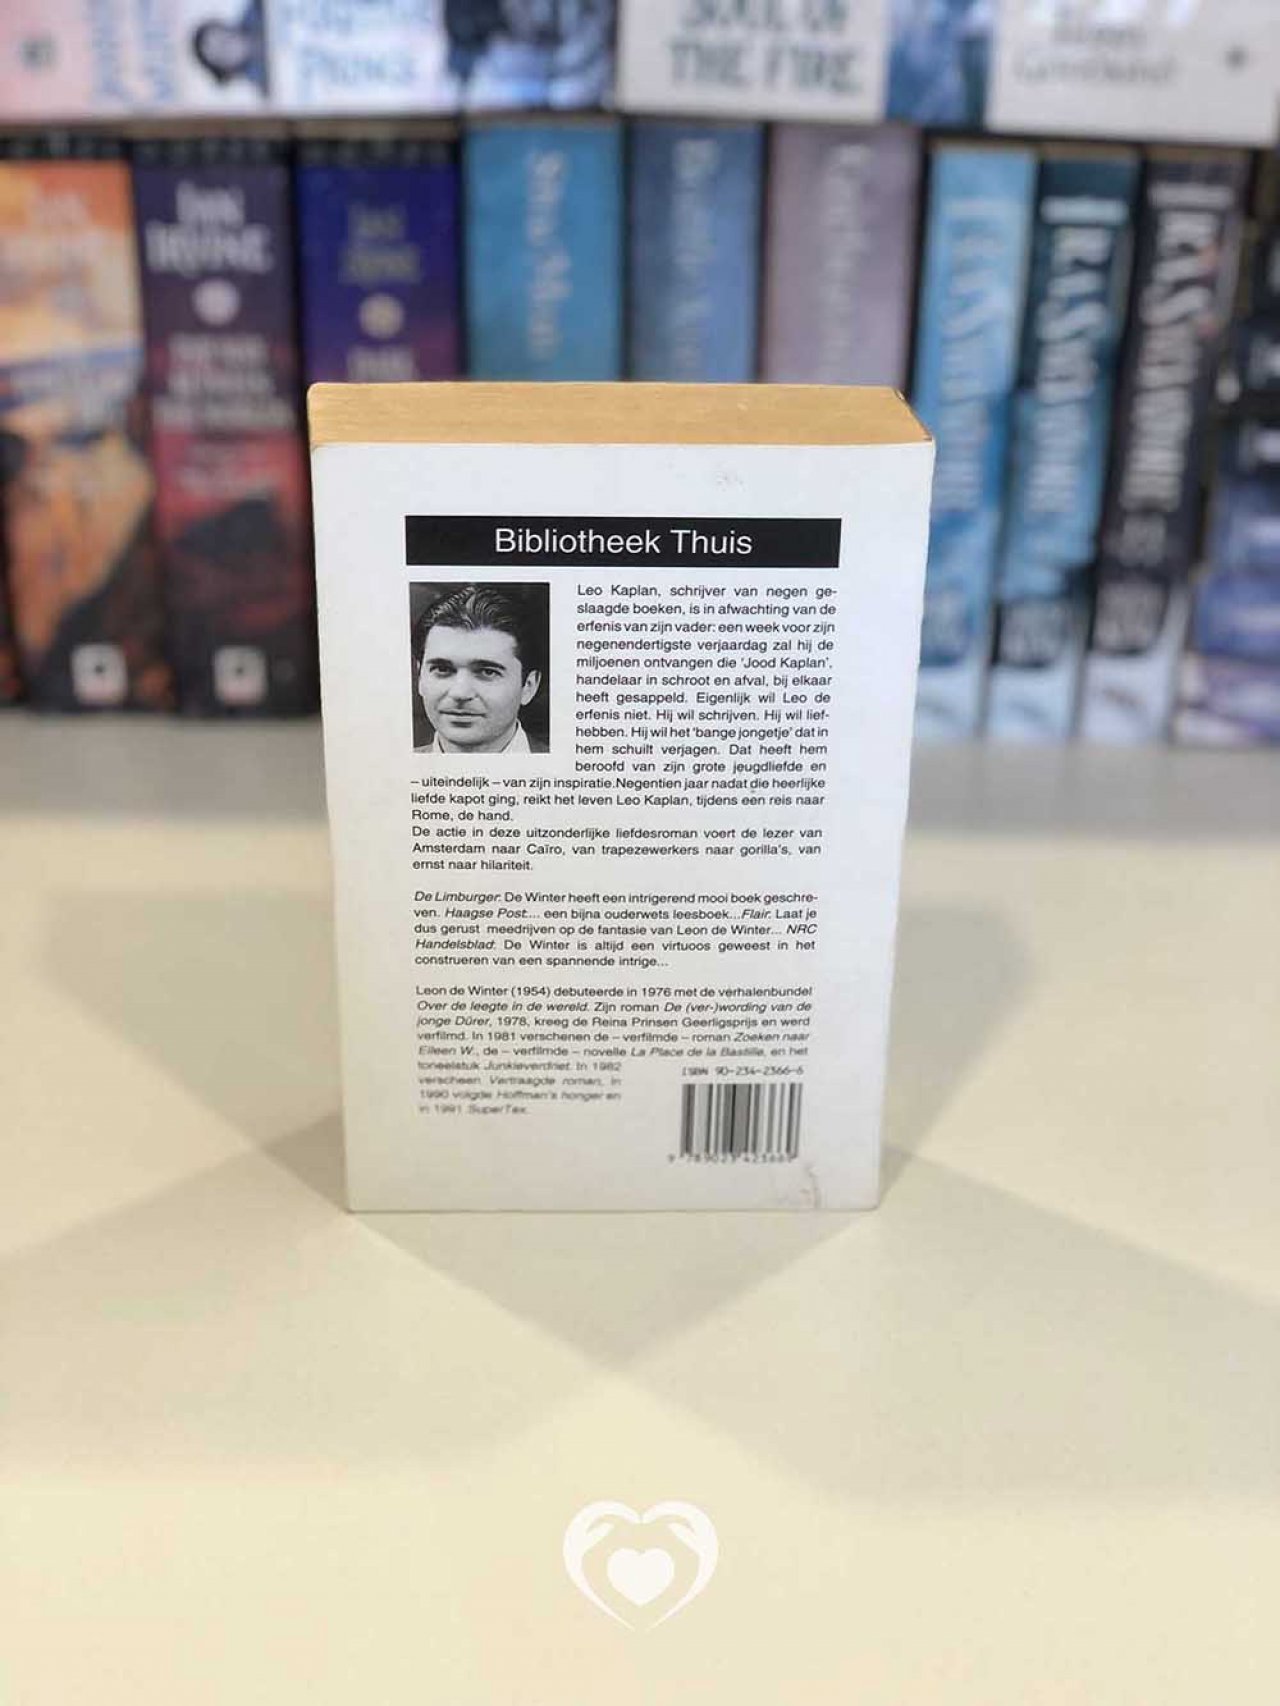 SOUL OF
THE FIRE
IAN
IRVINE
Bibliotheek Thuis
Leo Kaplan, schrijver van negen ge-
slaagde boeken, is in afwachting van de
erfenis van zijn vader: een week voor zijn
negenendertigste verjaardag zal hij de
miljoenen ontvangen die 'Jood Kaplan',
handelaar in schroot en afval, bij elkaar
heeft gesappeld. Eigenlijk wil Leo de
erfenis niet. Hij wil schrijven. Hij wil lief-
hebben. Hij wil het 'bange jongetje' dat in
hem schuilt verjagen. Dat heeft hem
beroofd van zijn grote jeugdliefde en
– uiteindelijk – van zijn inspiratie.Negentien jaar nadat die heerlijke
liefde kapot ging, reikt het leven Leo Kaplan, tijdens een reis naar
Rome, de hand.
De actie in deze uitzonderlijke liefdesroman voert de lezer van
Amsterdam naar Caïro, van trapezewerkers naar gorilla's, van
ernst naar hilariteit.
De Limburger: De Winter heeft een intrigerend mooi boek geschre-
ven. Haagse Post:... een bijna ouderwets leesboek...Flair: Laat je
dus gerust meedrijven op de fantasie van Leon de Winter... NRC
Handelsblad: De Winter is altijd een virtuoos geweest in het
construeren van een spannende intrige...
Leon de Winter (1954) debuteerde in 1976 met de verhalenbundel
Over de leegte in de wereld. Zijn roman De (ver-)wording van de
jonge Dürer, 1978, kreeg de Reina Prinsen Geerligsprijs en werd
verfilmd. In 1981 verschenen de – verfilmde – roman Zoeken naar
Eileen W., de – verfilmde – novelle La Place de la Bastille, en het
toneelstuk Junkieverdriet. In 1982
verscheen Vertraagde roman, in
1990 volgde Hoffman's honger en
in 1991 SuperTex.
ISBN 90-234-2366-6